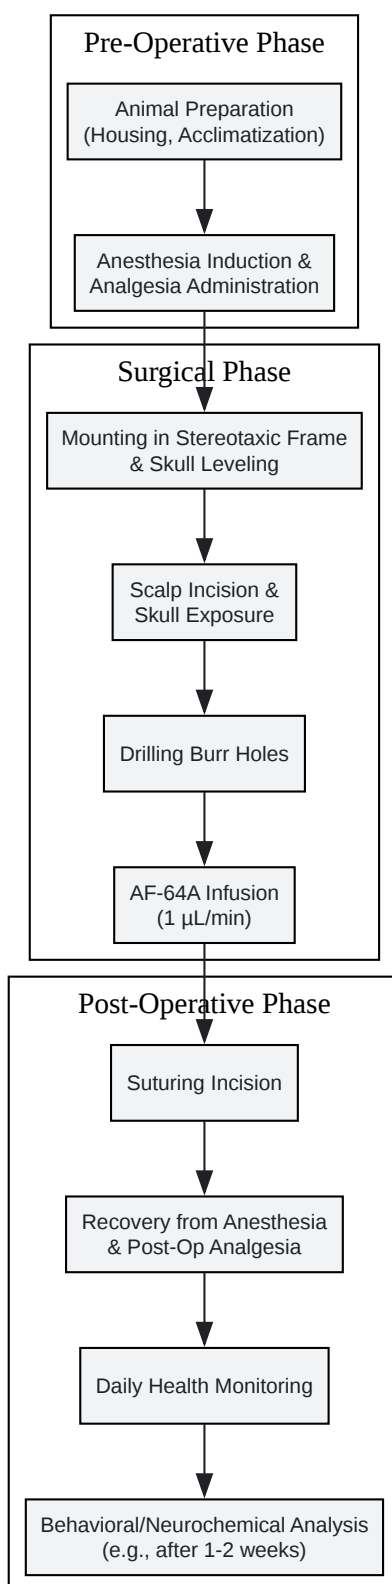 Pre-Operative Phase
Animal Preparation
(Housing, Acclimatization)
Anesthesia Induction &
Analgesia Administration
Surgical Phase
Mounting in Stereotaxic Frame
& Skull Leveling
Scalp Incision &
Skull Exposure
Drilling Burr Holes
AF-64A Infusion
(1 µL/min)
Post-Operative Phase
Suturing Incision
Recovery from Anesthesia
& Post-Op Analgesia
Daily Health Monitoring
Behavioral/Neurochemical Analysis
(e.g., after 1-2 weeks)